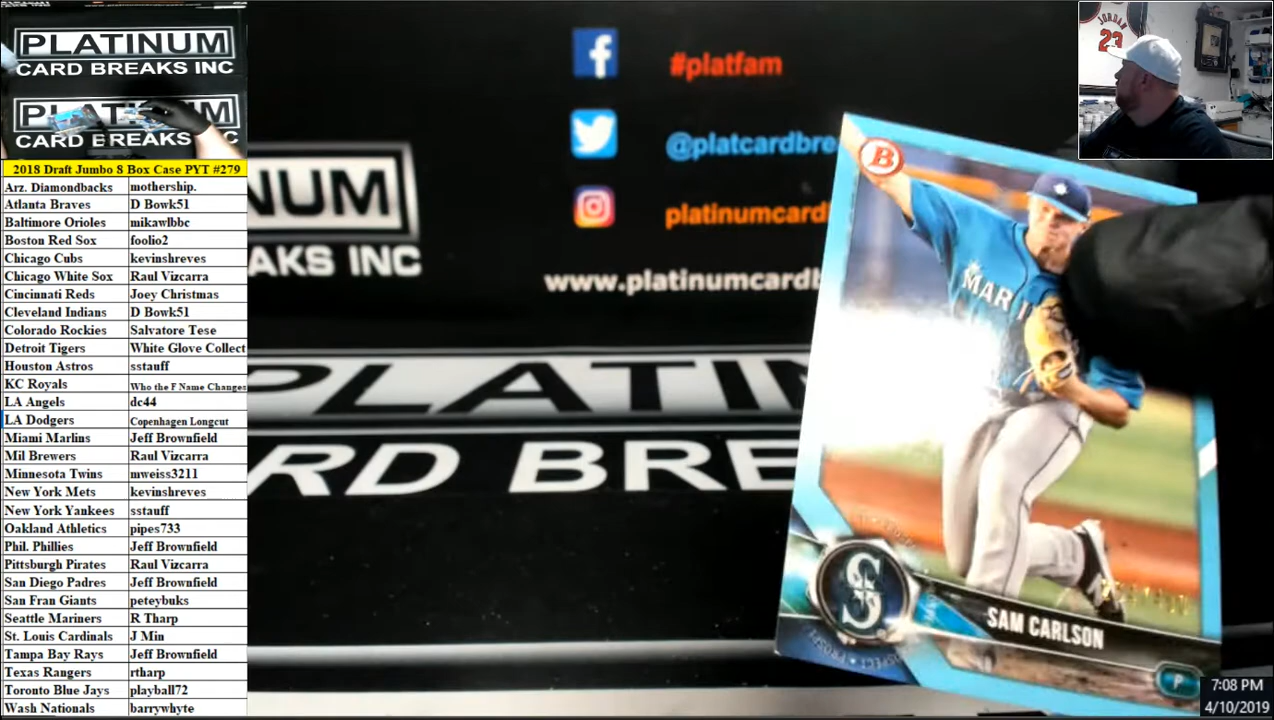 PLATINUM
CARD BREAKS INC
CARD BREAKS INC
2018 Draft Jumbo 8 Box Case PYT #279
Arz. Diamondbacks mothership.
Atlanta Braves D Bowk51
Baltimore Orioles mikawlbbc
Boston Red Sox foolio2
Chicago Cubs kevinshreves
Chicago White Sox Raul Vizcarra
Cincinnati Reds Joey Christmas
Cleveland Indians D Bowk51
Colorado Rockies Salvatore Tese
Detroit Tigers White Glove Collect
Houston Astros sstauff
KC Royals Who the F Name Changes
LA Angels dc44
LA Dodgers Copenhagen Longcut
Miami Marlins Jeff Brownfield
Mil Brewers Raul Vizcarra
Minnesota Twins mweiss3211
New York Mets kevinshreves
New York Yankees sstauff
Oakland Athletics pipes733
Phil. Phillies Jeff Brownfield
Pittsburgh Pirates Raul Vizcarra
San Diego Padres Jeff Brownfield
San Fran Giants peteybuks
Seattle Mariners R Tharp
St. Louis Cardinals J Min
Tampa Bay Rays Jeff Brownfield
Texas Rangers rtharp
Toronto Blue Jays playball72
Wash Nationals barrywhyte
#platfam
@platcardbre
platinumcard
www.platinumcardb
NUM
AKS INC
PLATIN
RD BRE
JORDAN
23
B
MARI
S
SAM CARLSON
P
7:08 PM
4/10/2019